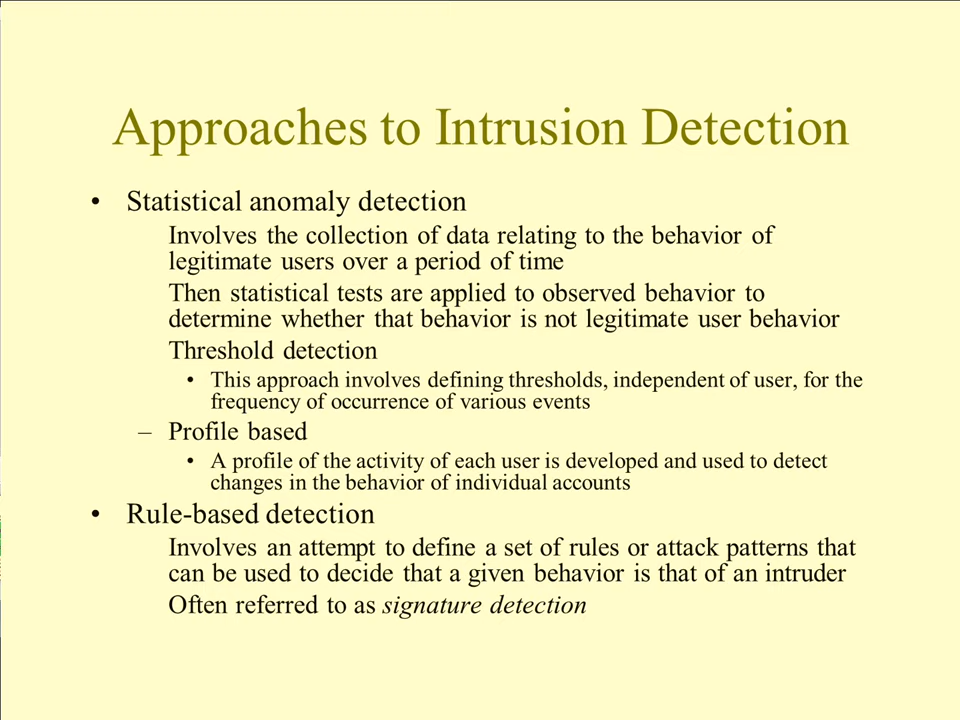 Approaches to Intrusion Detection
• Statistical anomaly detection
Involves the collection of data relating to the behavior of
legitimate users over a period of time
Then statistical tests are applied to observed behavior to
determine whether that behavior is not legitimate user behavior
Threshold detection
• This approach involves defining thresholds, independent of user, for the
frequency of occurrence of various events
– Profile based
• A profile of the activity of each user is developed and used to detect
changes in the behavior of individual accounts
• Rule-based detection
Involves an attempt to define a set of rules or attack patterns that
can be used to decide that a given behavior is that of an intruder
Often referred to as signature detection